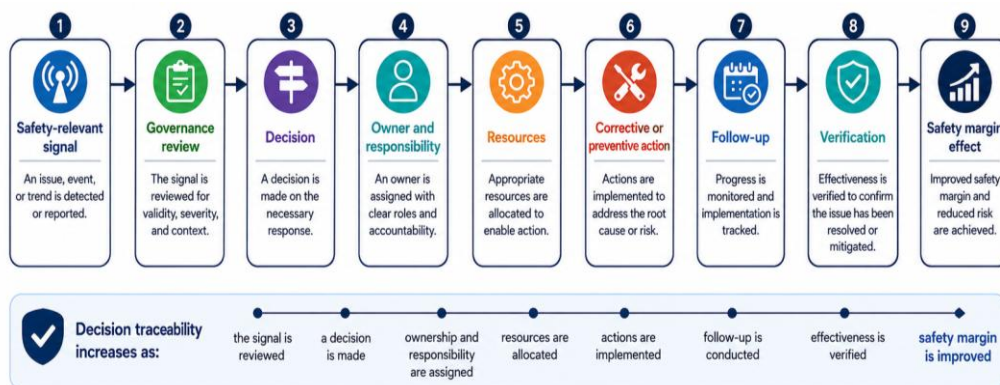 1
Safety-relevant
signal
An issue, event,
or trend is detected
or reported.
2
Governance
review
The signal is
reviewed for
validity, severity,
and context.
3
Decision
A decision is
made on the
necessary
response.
4
Owner and
responsibility
An owner is
assigned with
clear roles and
accountability.
5
Resources
Appropriate
resources are
allocated to
enable action.
6
Corrective or
preventive action
Actions are
implemented to
address the root
cause or risk.
7
Follow-up
Progress is
monitored and
implementation is
tracked.
8
Verification
Effectiveness is
verified to confirm
the issue has been
resolved or
mitigated.
9
Safety margin
effect
Improved safety
margin and
reduced risk
are achieved.
Decision traceability
increases as:
the signal is
reviewed
a decision
is made
ownership and
responsibility
are assigned
resources are
allocated
actions are
implemented
follow-up is
conducted
effectiveness is
verified
safety margin
is improved